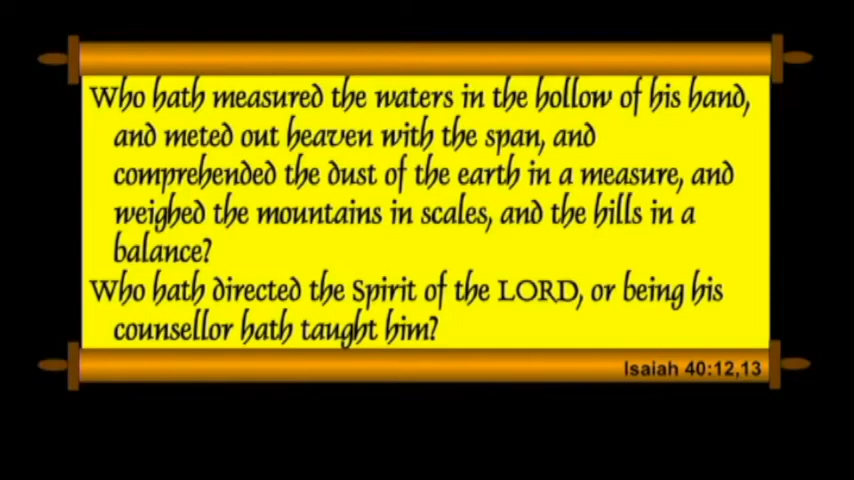 Who hath measured the waters in the hollow of his hand,
and meted out heaven with the span, and
comprehended the dust of the earth in a measure, and
weighed the mountains in scales, and the hills in a
balance?
Who hath directed the Spirit of the LORD, or being his
counsellor hath taught him?
Isaiah 40:12,13